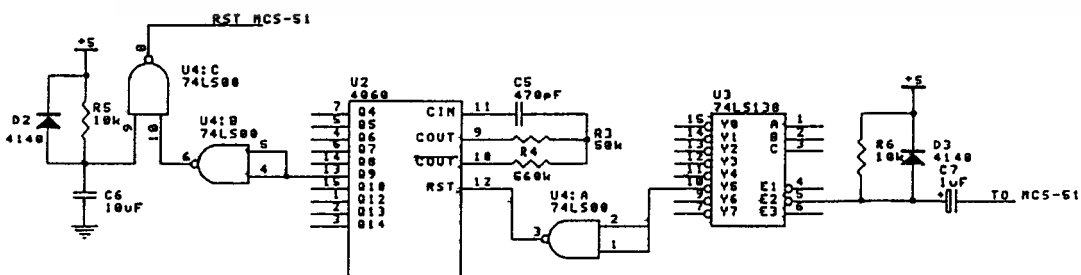 RST MCS-51
8
+5
U4:C
74LS00
D2
4148
R5
10k
9
10
C6
10uF
U4:B
74LS00
6
5
4
U2
4060
7
5
4
6
14
13
15
1
2
3
Q4
Q5
Q6
Q7
Q8
Q9
Q10
Q12
Q13
Q14
CIN
COUT
COUT
RST
11
9
10
12
C5
470pF
R3
50k
R4
660k
U4:A
74LS00
3
2
1
U3
74LS138
15
14
13
12
11
10
9
7
Y0
Y1
Y2
Y3
Y4
Y5
Y6
Y7
A
B
C
E1
E2
E3
1
2
3
4
5
6
+5
R6
10k
D3
4148
C7
1uF
+
TO MCS-51